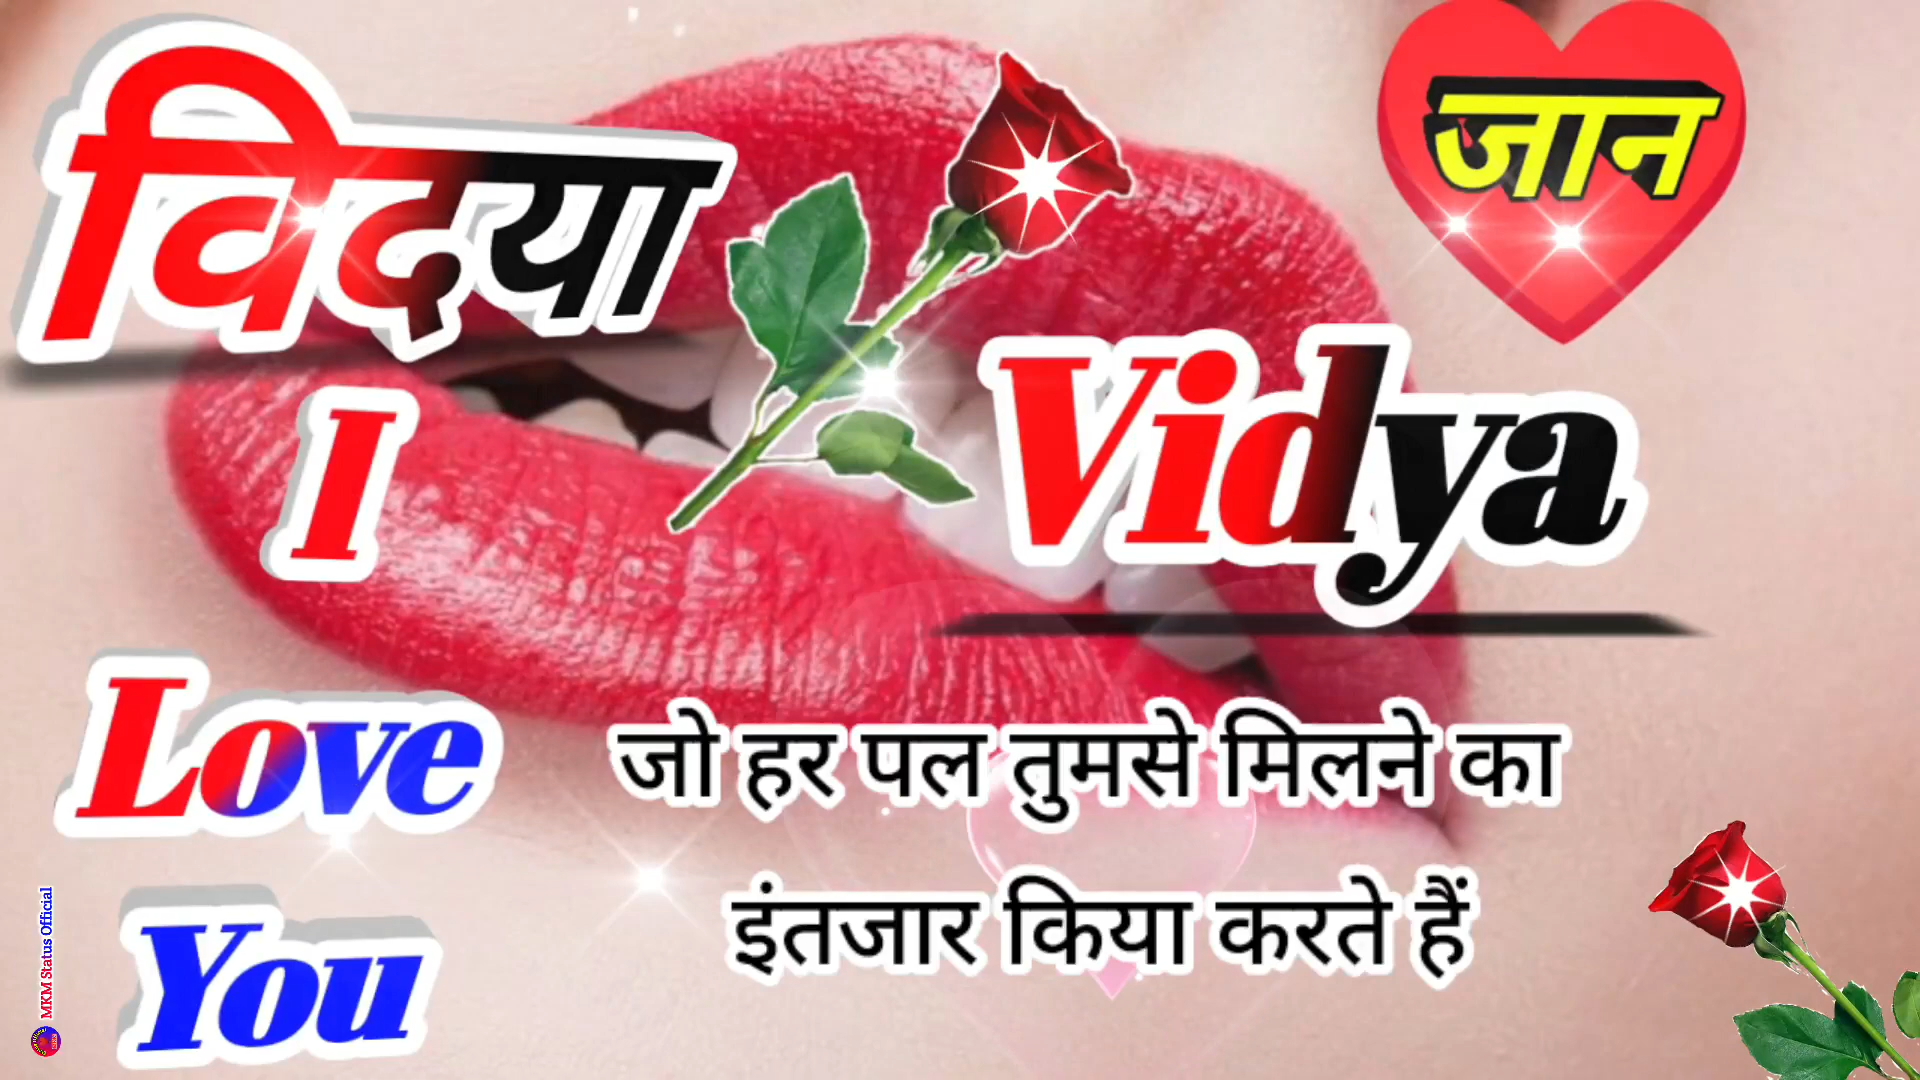 विदया
जान
I
Vidya
Love
जो हर पल तुमसे मिलने का
You
इंतजार किया करते हैं
MKM Status Official